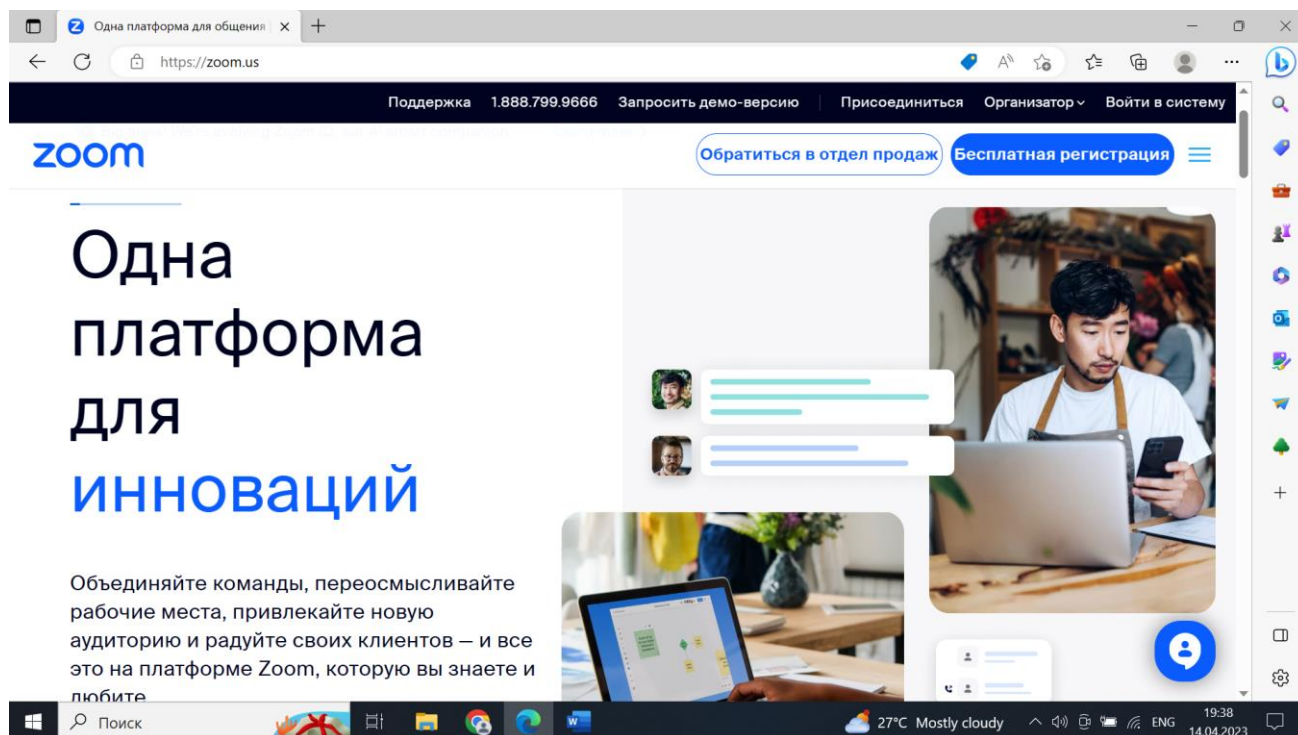 Одна платформа для общения
https://zoom.us
Поддержка 1.888.799.9666 Запросить демо-версию Присоединиться Организатор Войти в систему
zoom
Обратиться в отдел продаж Бесплатная регистрация
Одна
платформа
для
инноваций
Объединяйте команды, переосмысливайте
рабочие места, привлекайте новую
аудиторию и радуйте своих клиентов — и все
это на платформе Zoom, которую вы знаете и
любите
Поиск
27°C Mostly cloudy
ENG
19:38
14.04.2023